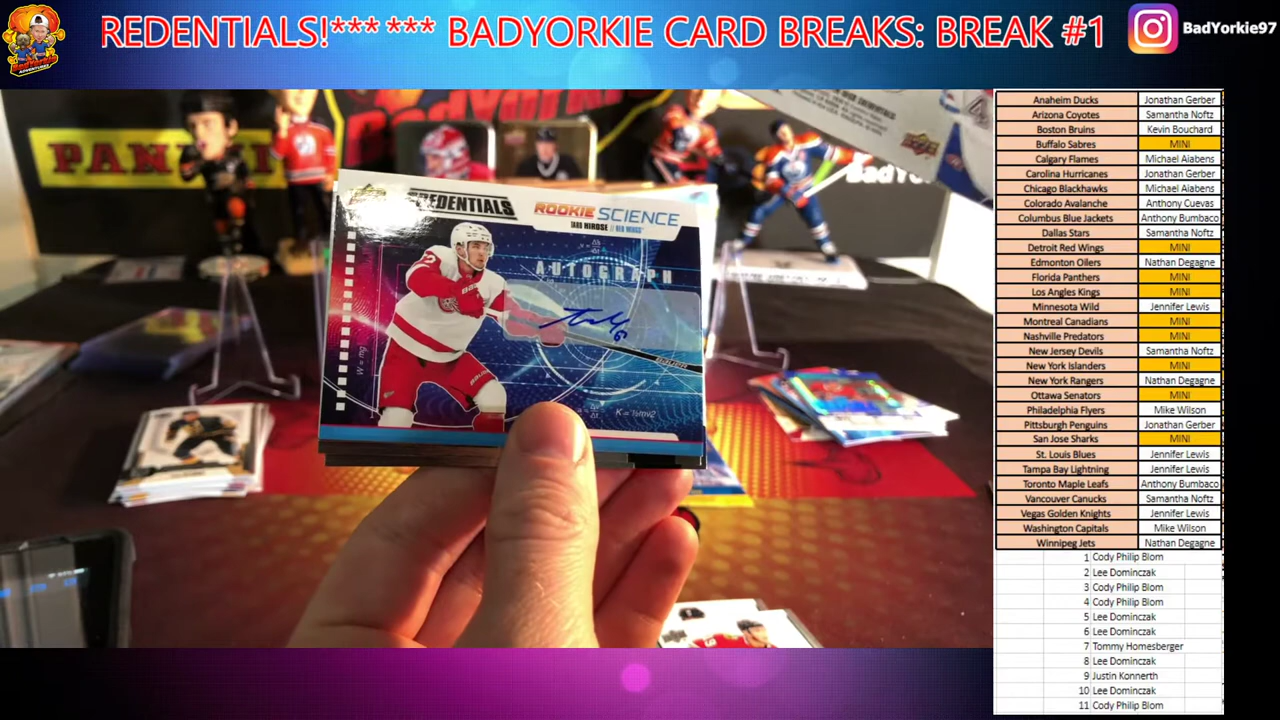 REDENTIALS!*** *** BADYORKIE CARD BREAKS: BREAK #1
BadYorkie97
PANINI
CREDENTIALS
ROOKIE SCIENCE
TARO HIROSE // RED WINGS
AUTOGRAPH
W = mg
K = ½mv2
Anaheim Ducks Jonathan Gerber
Arizona Coyotes Samantha Noftz
Boston Bruins Kevin Bouchard
Buffalo Sabres MINI
Calgary Flames Michael Aiabens
Carolina Hurricanes Jonathan Gerber
Chicago Blackhawks Michael Aiabens
Colorado Avalanche Anthony Cuevas
Columbus Blue Jackets Anthony Bumbaco
Dallas Stars Samantha Noftz
Detroit Red Wings MINI
Edmonton Oilers Nathan Degagne
Florida Panthers MINI
Los Angles Kings MINI
Minnesota Wild Jennifer Lewis
Montreal Canadians MINI
Nashville Predators MINI
New Jersey Devils Samantha Noftz
New York Islanders MINI
New York Rangers Nathan Degagne
Ottawa Senators MINI
Philadelphia Flyers Mike Wilson
Pittsburgh Penguins Jonathan Gerber
San Jose Sharks MINI
St. Louis Blues Jennifer Lewis
Tampa Bay Lightning Jennifer Lewis
Toronto Maple Leafs Anthony Bumbaco
Vancouver Canucks Samantha Noftz
Vegas Golden Knights Jennifer Lewis
Washington Capitals Mike Wilson
Winnipeg Jets Nathan Degagne
1 Cody Philip Blom
2 Lee Dominczak
3 Cody Philip Blom
4 Cody Philip Blom
5 Lee Dominczak
6 Lee Dominczak
7 Tommy Homesberger
8 Lee Dominczak
9 Justin Konnerth
10 Lee Dominczak
11 Cody Philip Blom